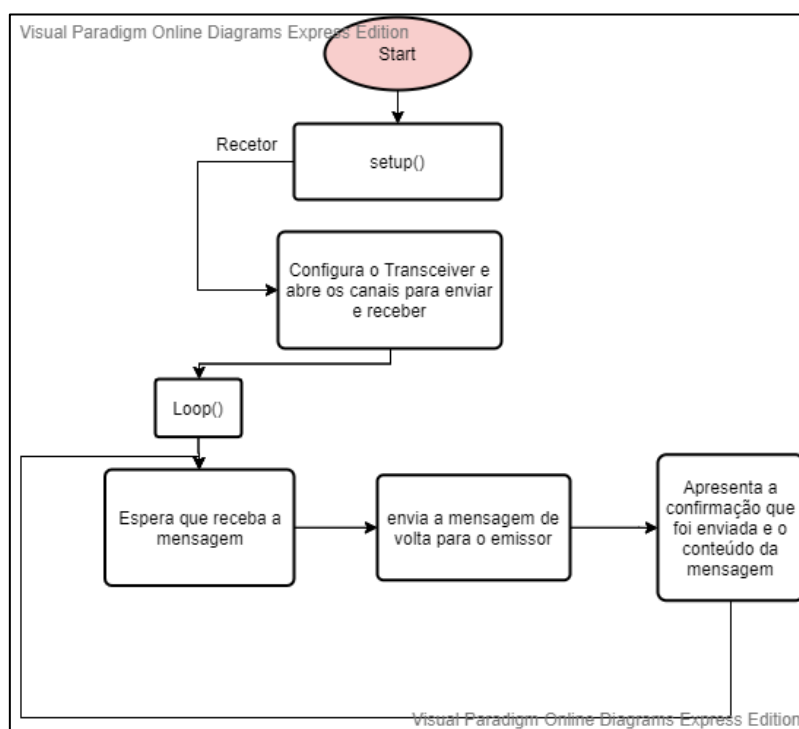 Visual Paradigm Online Diagrams Express Edition
Start
Recetor
setup()
Configura o Transceiver e
abre os canais para enviar
e receber
Loop()
Espera que receba a
mensagem
envia a mensagem de
volta para o emissor
Apresenta a
confirmação que
foi enviada e o
conteúdo da
mensagem
Visual Paradigm Online Diagrams Express Edition